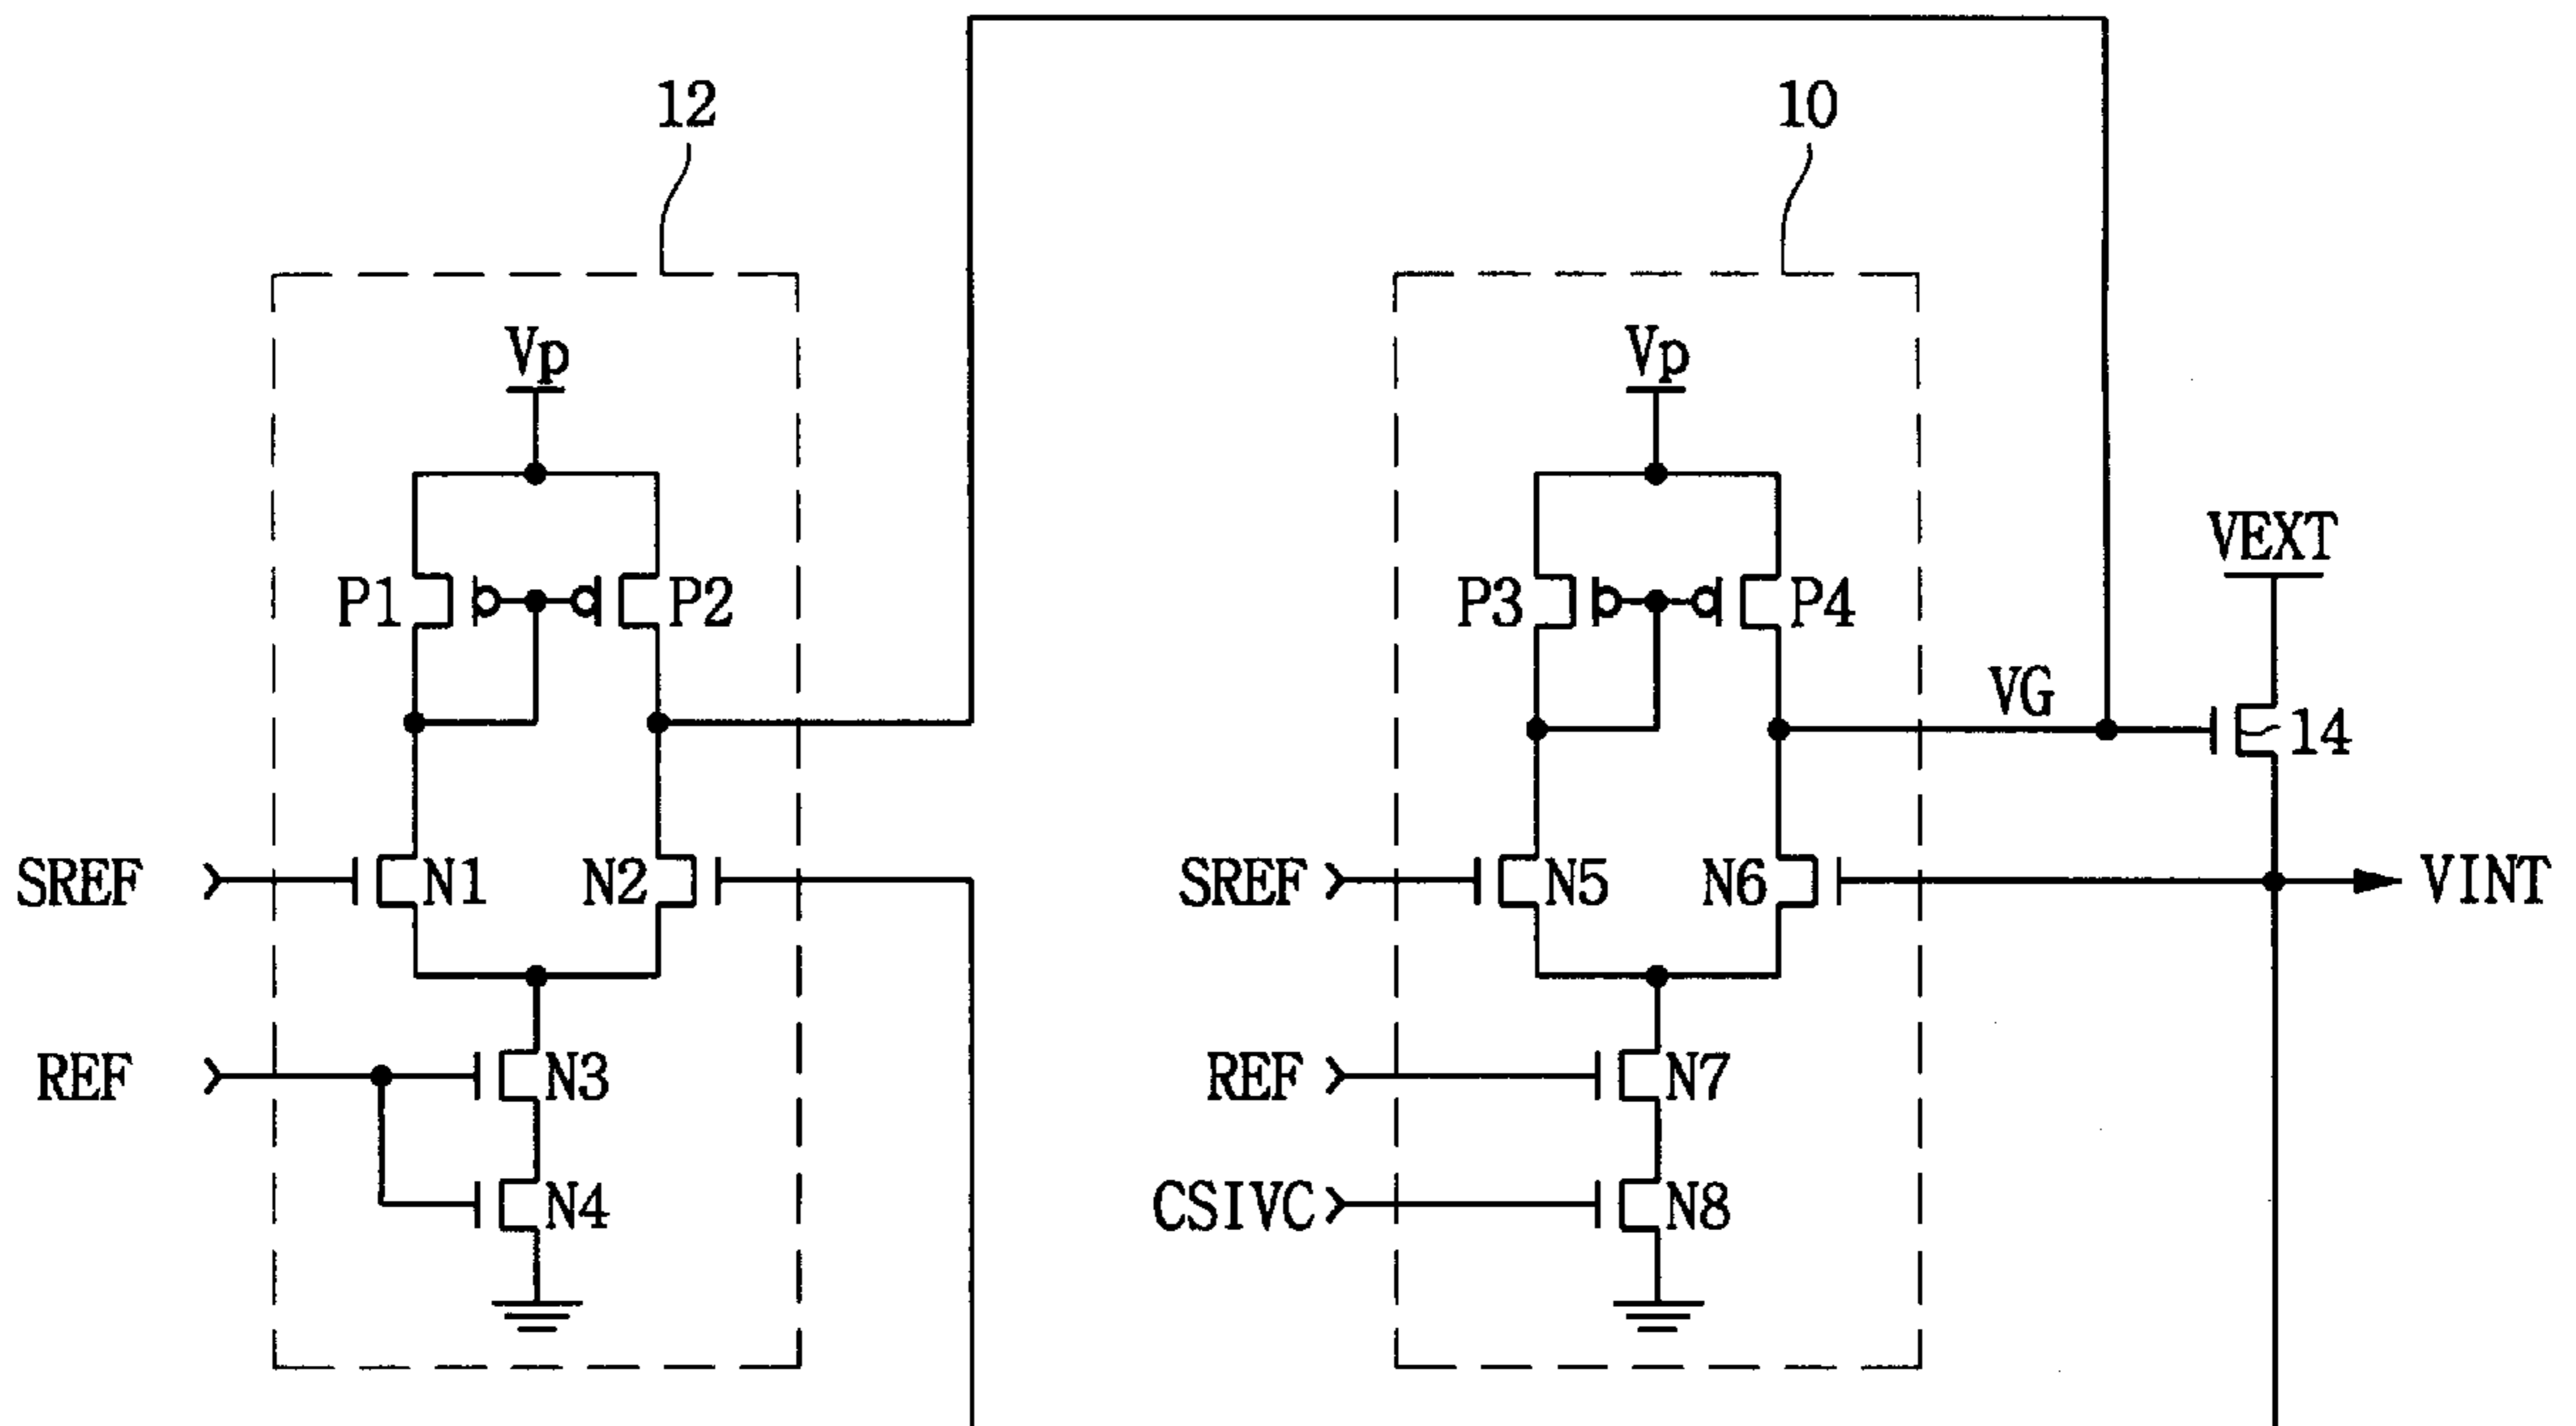 12
10
Vp
Vp
VEXT
P1
P2
P3
P4
VG
14
SREF
N1
N2
SREF
N5
N6
VINT
REF
N3
REF
N7
N4
CSIVC
N8